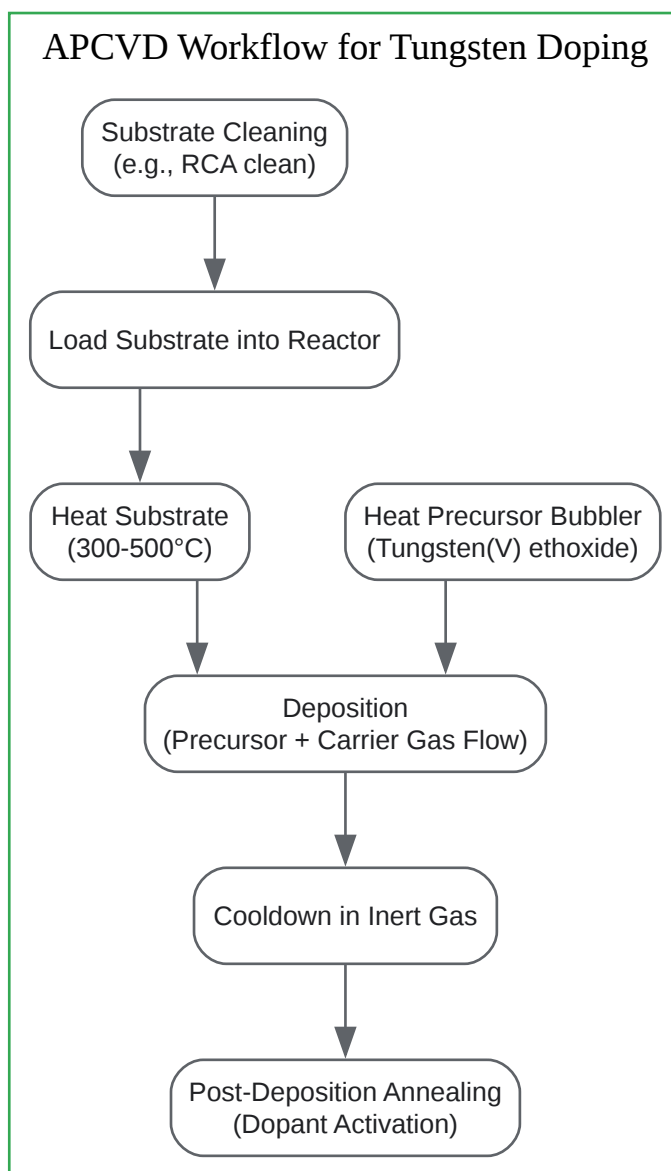 APCVD Workflow for Tungsten Doping
Substrate Cleaning
(e.g., RCA clean)
Load Substrate into Reactor
Heat Substrate
(300-500°C)
Heat Precursor Bubbler
(Tungsten(V) ethoxide)
Deposition
(Precursor + Carrier Gas Flow)
Cooldown in Inert Gas
Post-Deposition Annealing
(Dopant Activation)